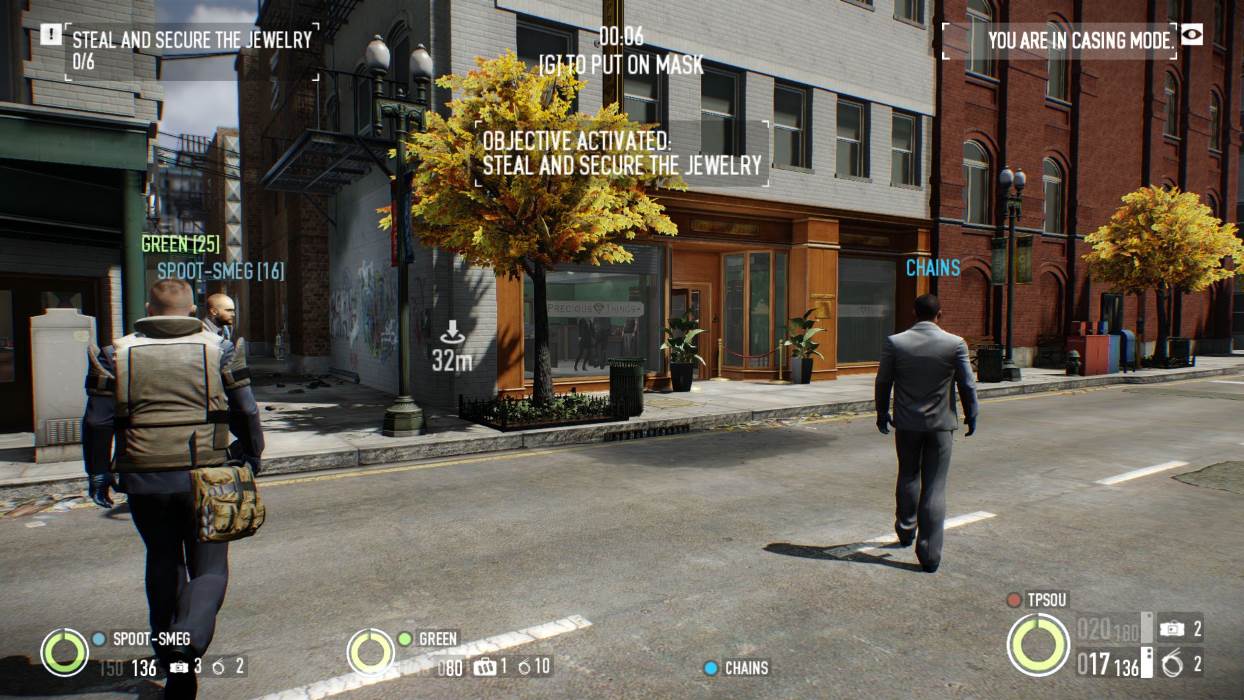 STEAL AND SECURE THE JEWELRY
0/6
00:06
[G] TO PUT ON MASK
YOU ARE IN CASING MODE.
OBJECTIVE ACTIVATED:
STEAL AND SECURE THE JEWELRY
GREEN [25]
SPOOT-SMEG [16]
CHAINS
PRECIOUS THINGS
32m
TPSOU
020 180
2
017 136
2
SPOOT-SMEG
150 136
3
2
GREEN
080
1
10
CHAINS